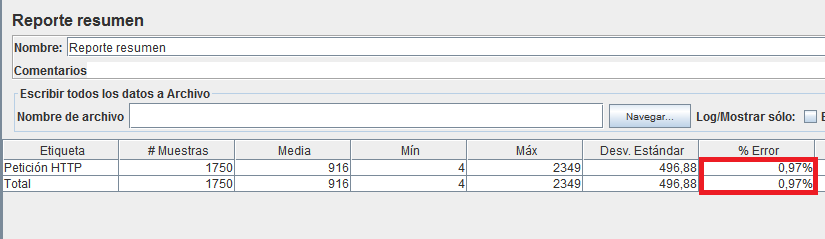 Reporte resumen
Nombre: Reporte resumen
Comentarios
Escribir todos los datos a Archivo
Nombre de archivo Navegar... Log/Mostrar sólo:
Etiqueta # Muestras Media Mín Máx Desv. Estándar % Error
Petición HTTP 1750 916 4 2349 496,88 0,97%
Total 1750 916 4 2349 496,88 0,97%